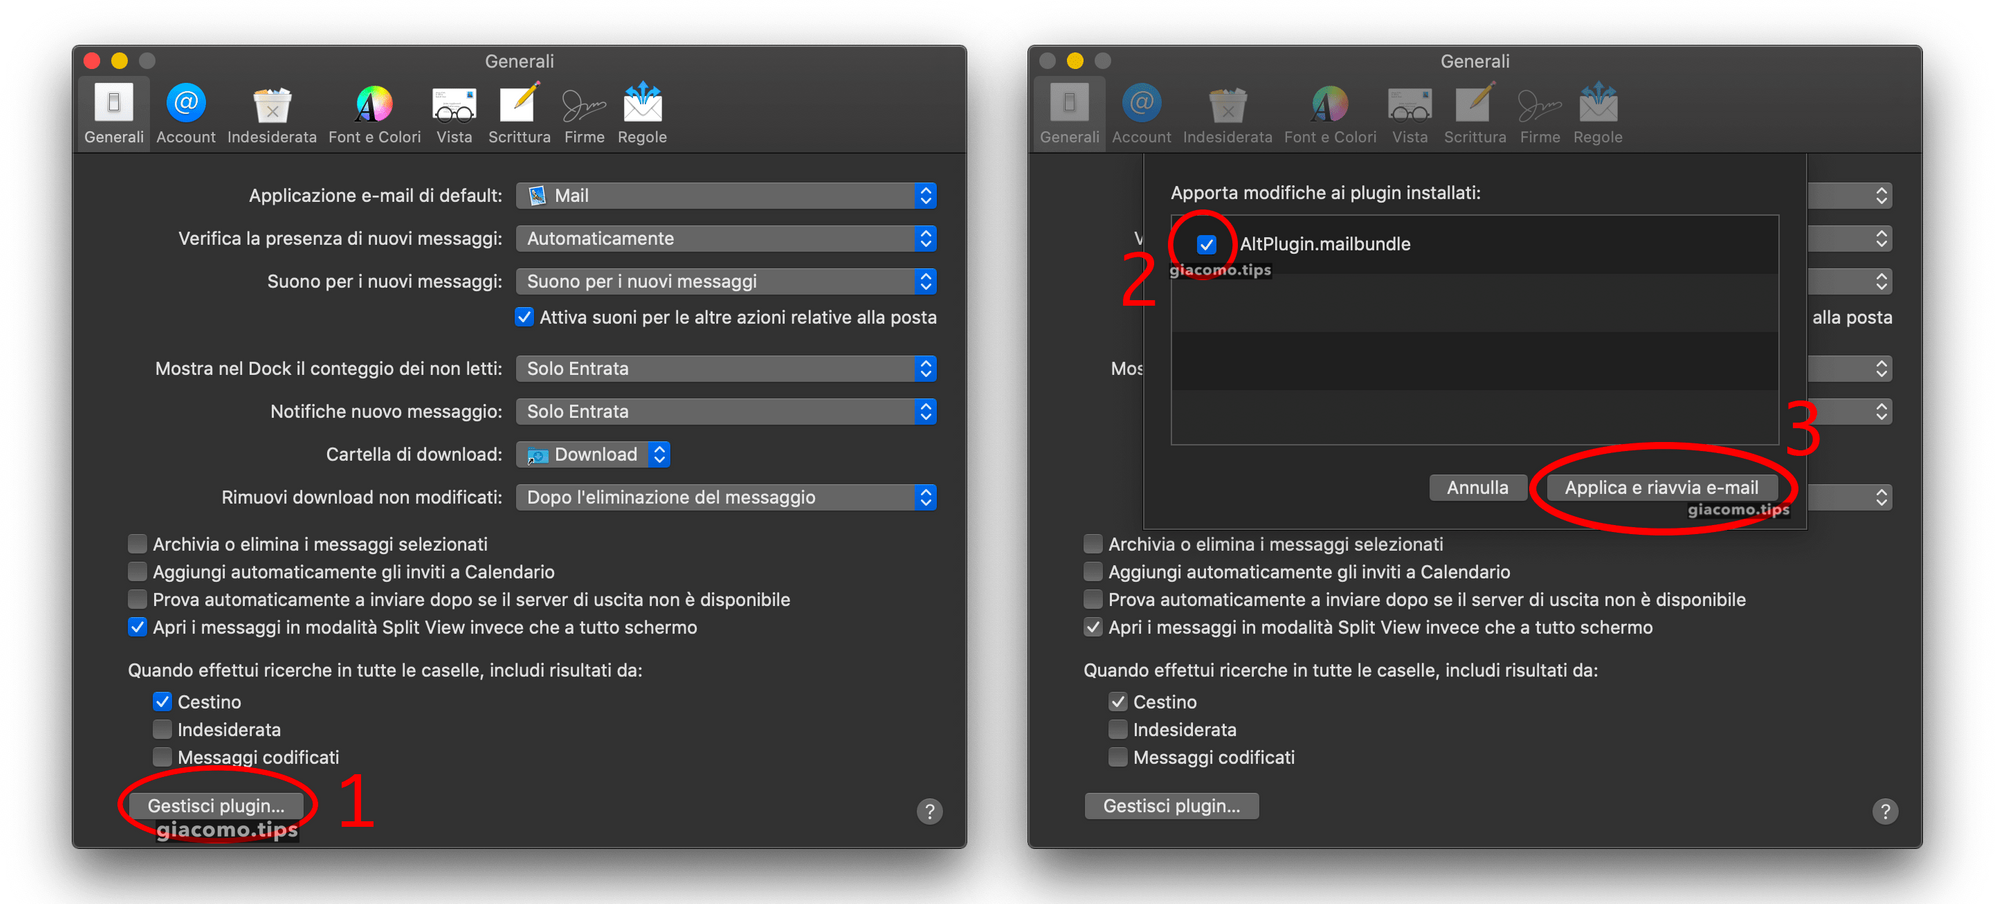 Generali
Generali Account Indesiderata Font e Colori Vista Scrittura Firme Regole
Applicazione e-mail di default: Mail
Verifica la presenza di nuovi messaggi: Automaticamente
Suono per i nuovi messaggi: Suono per i nuovi messaggi
Attiva suoni per le altre azioni relative alla posta
Mostra nel Dock il conteggio dei non letti: Solo Entrata
Notifiche nuovo messaggio: Solo Entrata
Cartella di download: Download
Rimuovi download non modificati: Dopo l'eliminazione del messaggio
Archivia o elimina i messaggi selezionati
Aggiungi automaticamente gli inviti a Calendario
Prova automaticamente a inviare dopo se il server di uscita non è disponibile
Apri i messaggi in modalità Split View invece che a tutto schermo
Quando effettui ricerche in tutte le caselle, includi risultati da:
Cestino
Indesiderata
Messaggi codificati
Gestisci plugin... 1
giacomo.tips
?
Generali
Generali Account Indesiderata Font e Colori Vista Scrittura Firme Regole
Apporta modifiche ai plugin installati:
V
AltPlugin.mailbundle
2 giacomo.tips
alla posta
Mos
3
Annulla Applica e riavvia e-mail
giacomo.tips
Archivia o elimina i messaggi selezionati
Aggiungi automaticamente gli inviti a Calendario
Prova automaticamente a inviare dopo se il server di uscita non è disponibile
Apri i messaggi in modalità Split View invece che a tutto schermo
Quando effettui ricerche in tutte le caselle, includi risultati da:
Cestino
Indesiderata
Messaggi codificati
Gestisci plugin...
?